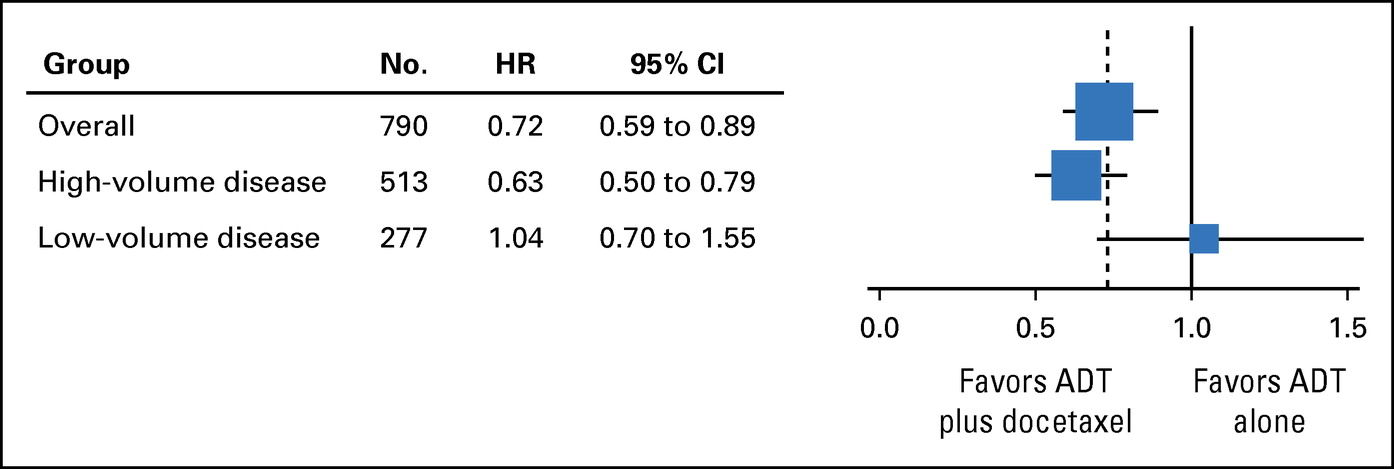 Group No. HR 95% CI
Overall 790 0.72 0.59 to 0.89
High-volume disease 513 0.63 0.50 to 0.79
Low-volume disease 277 1.04 0.70 to 1.55
0.0 0.5 1.0 1.5
Favors ADT Favors ADT
plus docetaxel alone